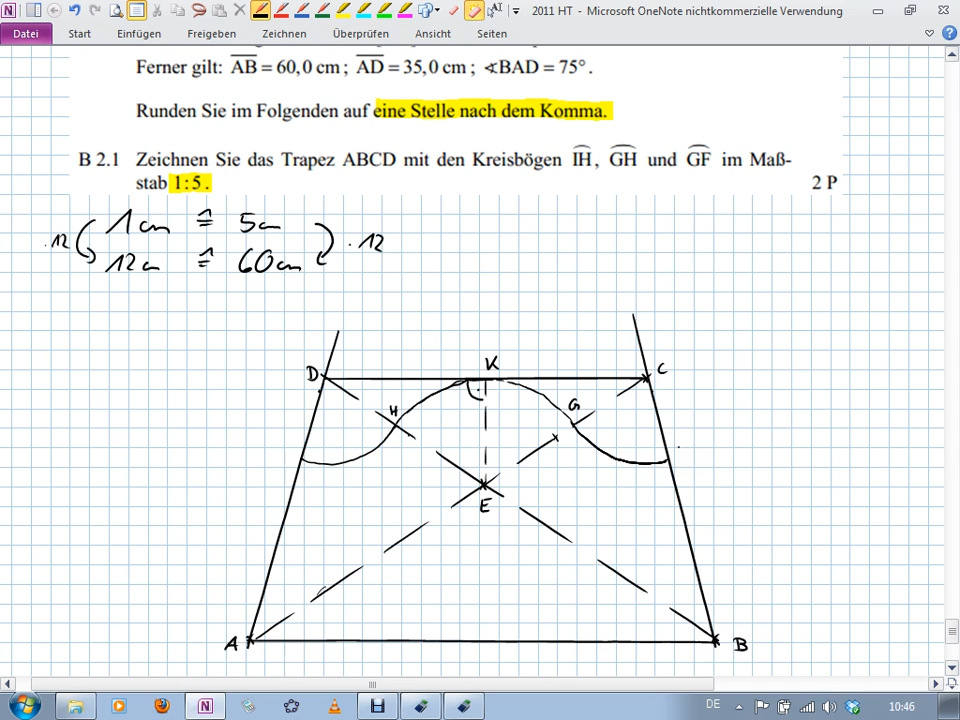 2011 HT - Microsoft OneNote nichtkommerzielle Verwendung
Datei Start Einfügen Freigeben Zeichnen Überprüfen Ansicht Seiten
Ferner gilt: AB = 60,0 cm ; AD = 35,0 cm ; ∢BAD = 75° .
Runden Sie im Folgenden auf eine Stelle nach dem Komma.
B 2.1 Zeichnen Sie das Trapez ABCD mit den Kreisbögen IH, GH und GF im Maß-
stab 1:5 . 2 P
1cm ≙ 5cm
·12 ·12
12cm ≙ 60cm
D K C
H G
E
A B
DE 10:46